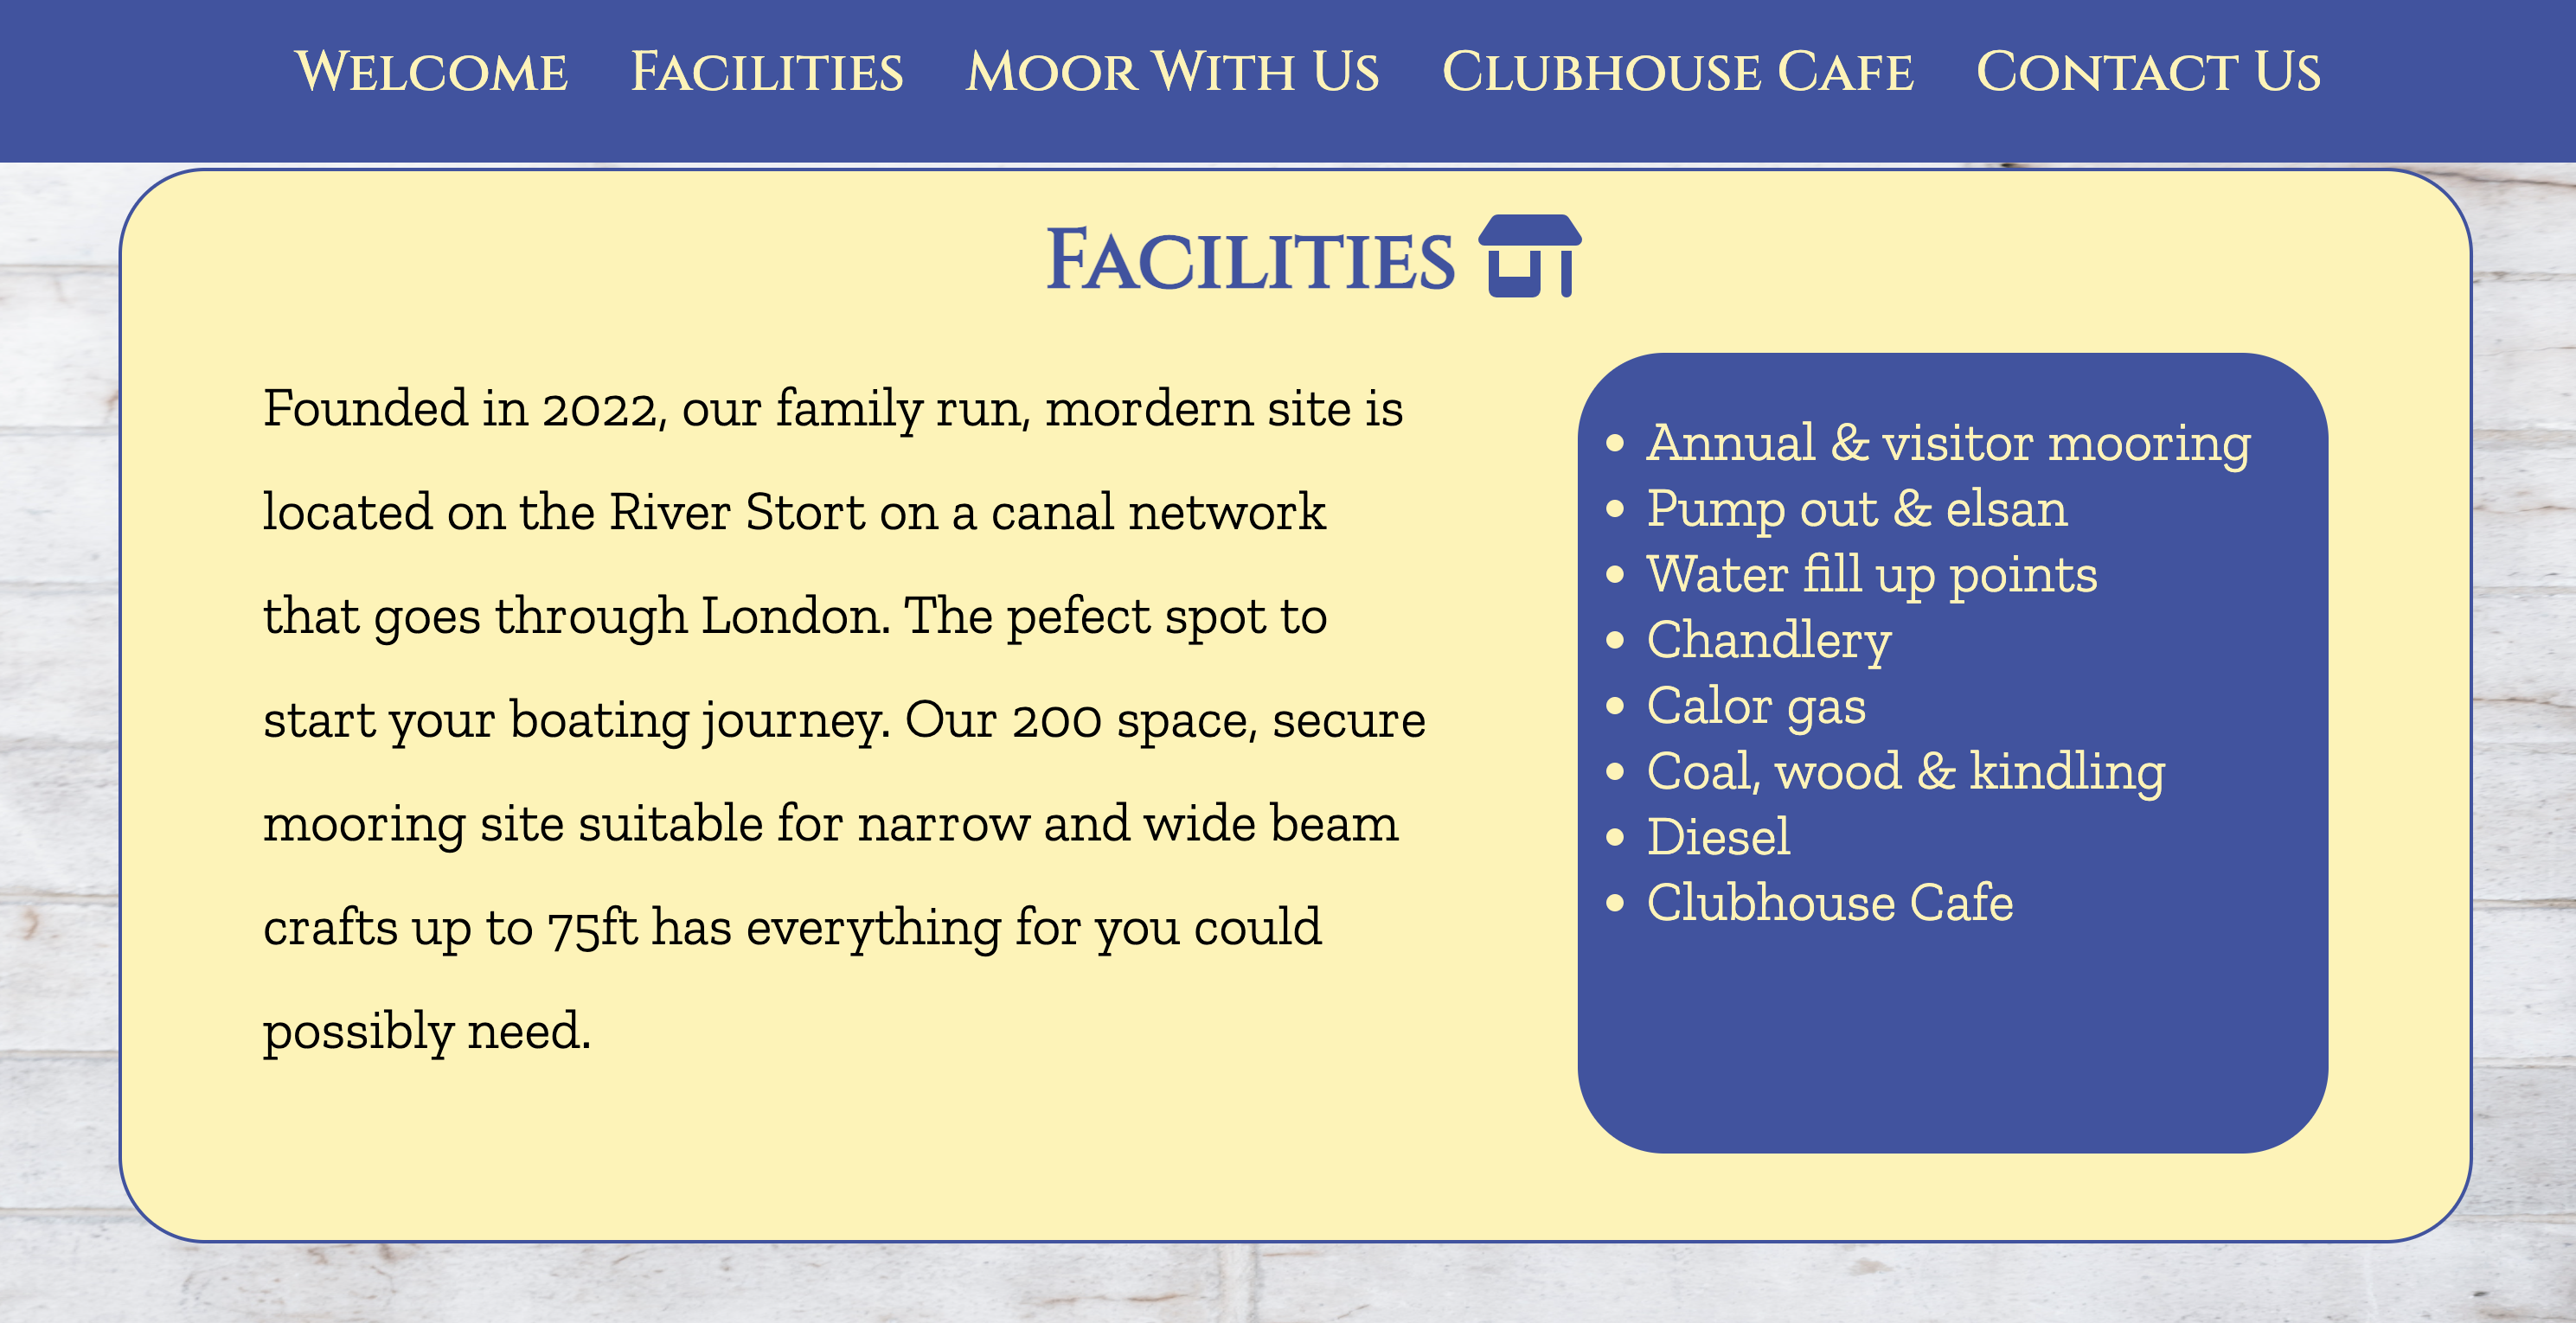 Welcome Facilities Moor With Us Clubhouse Cafe Contact Us
Facilities
Founded in 2022, our family run, mordern site is
located on the River Stort on a canal network
that goes through London. The pefect spot to
start your boating journey. Our 200 space, secure
mooring site suitable for narrow and wide beam
crafts up to 75ft has everything for you could
possibly need.
• Annual & visitor mooring
• Pump out & elsan
• Water fill up points
• Chandlery
• Calor gas
• Coal, wood & kindling
• Diesel
• Clubhouse Cafe